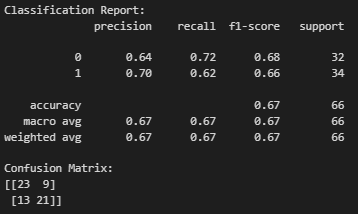 Classification Report:
precision recall f1-score support
0 0.64 0.72 0.68 32
1 0.70 0.62 0.66 34
accuracy 0.67 66
macro avg 0.67 0.67 0.67 66
weighted avg 0.67 0.67 0.67 66
Confusion Matrix:
[[23 9]
[13 21]]